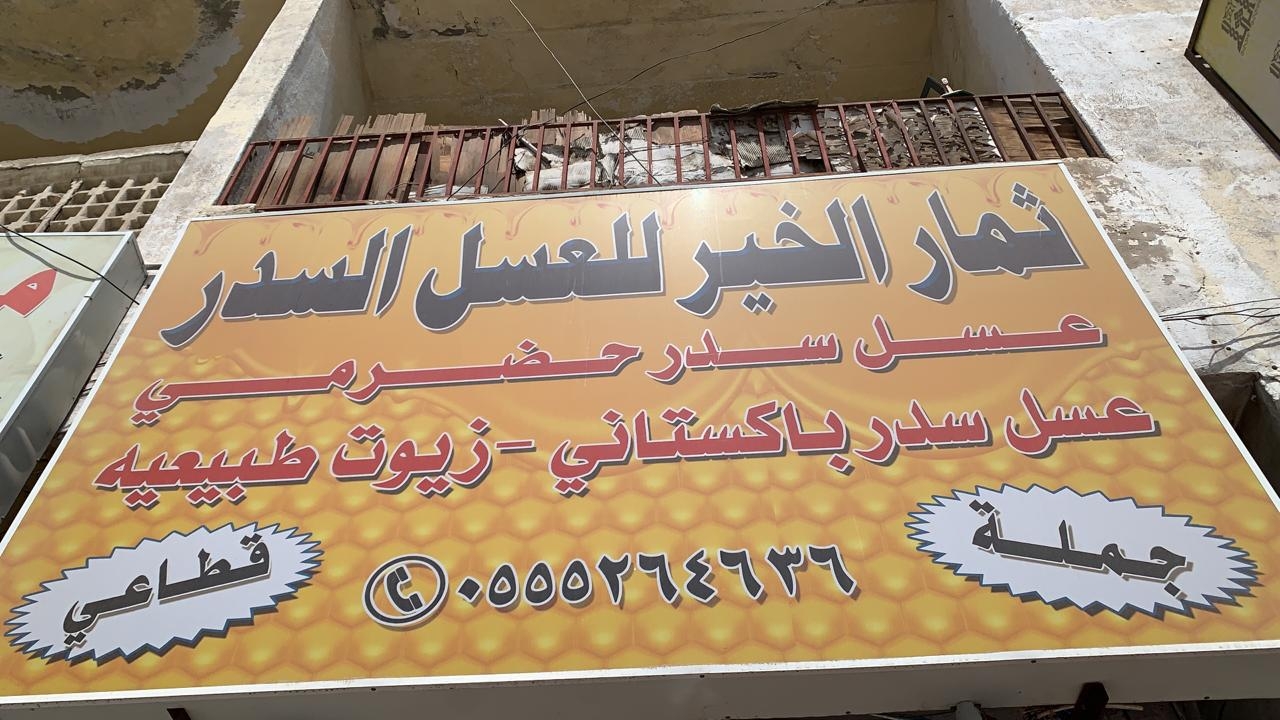 ثمار الخير للعسل السدر
عسل سدر حضرمي
عسل سدر باكستاني - زيوت طبيعيه
جملة
٠٥٥٥٢٦٤٦٣٦
قطاعي